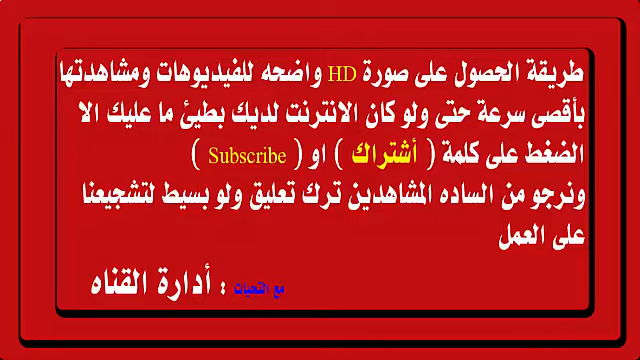 طريقة الحصول على صورة HD واضحه للفيديوهات ومشاهدتها
بأقصى سرعة حتى ولو كان الانترنت لديك بطيئ ما عليك الا
الضغط على كلمة ( أشتراك ) او ( Subscribe )
ونرجو من الساده المشاهدين ترك تعليق ولو بسيط لتشجيعنا
على العمل
مع التحيات : أدارة القناه